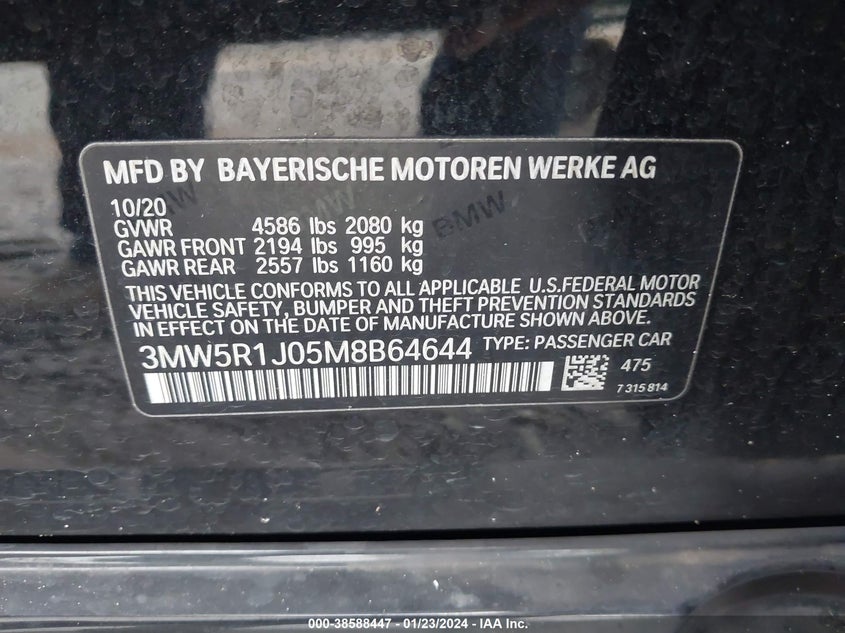 MFD BY BAYERISCHE MOTOREN WERKE AG
10/20
GVWR 4586 lbs 2080 kg
GAWR FRONT 2194 lbs 995 kg
GAWR REAR 2557 lbs 1160 kg
THIS VEHICLE CONFORMS TO ALL APPLICABLE U.S.FEDERAL MOTOR
VEHICLE SAFETY, BUMPER AND THEFT PREVENTION STANDARDS
IN EFFECT ON THE DATE OF MANUFACTURE SHOWN ABOVE.
3MW5R1J05M8B64644 TYPE: PASSENGER CAR
475
7 315 814
BMW
BMW
000-38588447 - 01/23/2024 - IAA Inc.